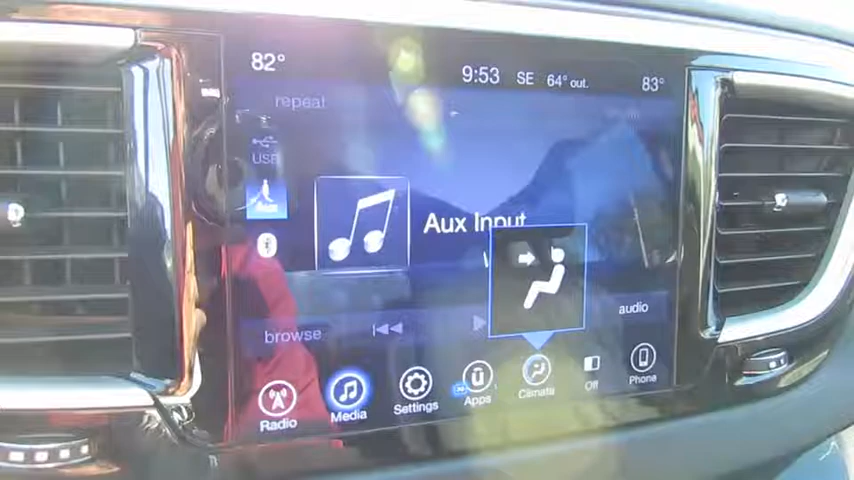 82°
9:53
SE
64° out
83°
repeat
USB
Aux
Aux Input
browse
audio
Radio
Media
Settings
Apps
Climate
Off
Phone